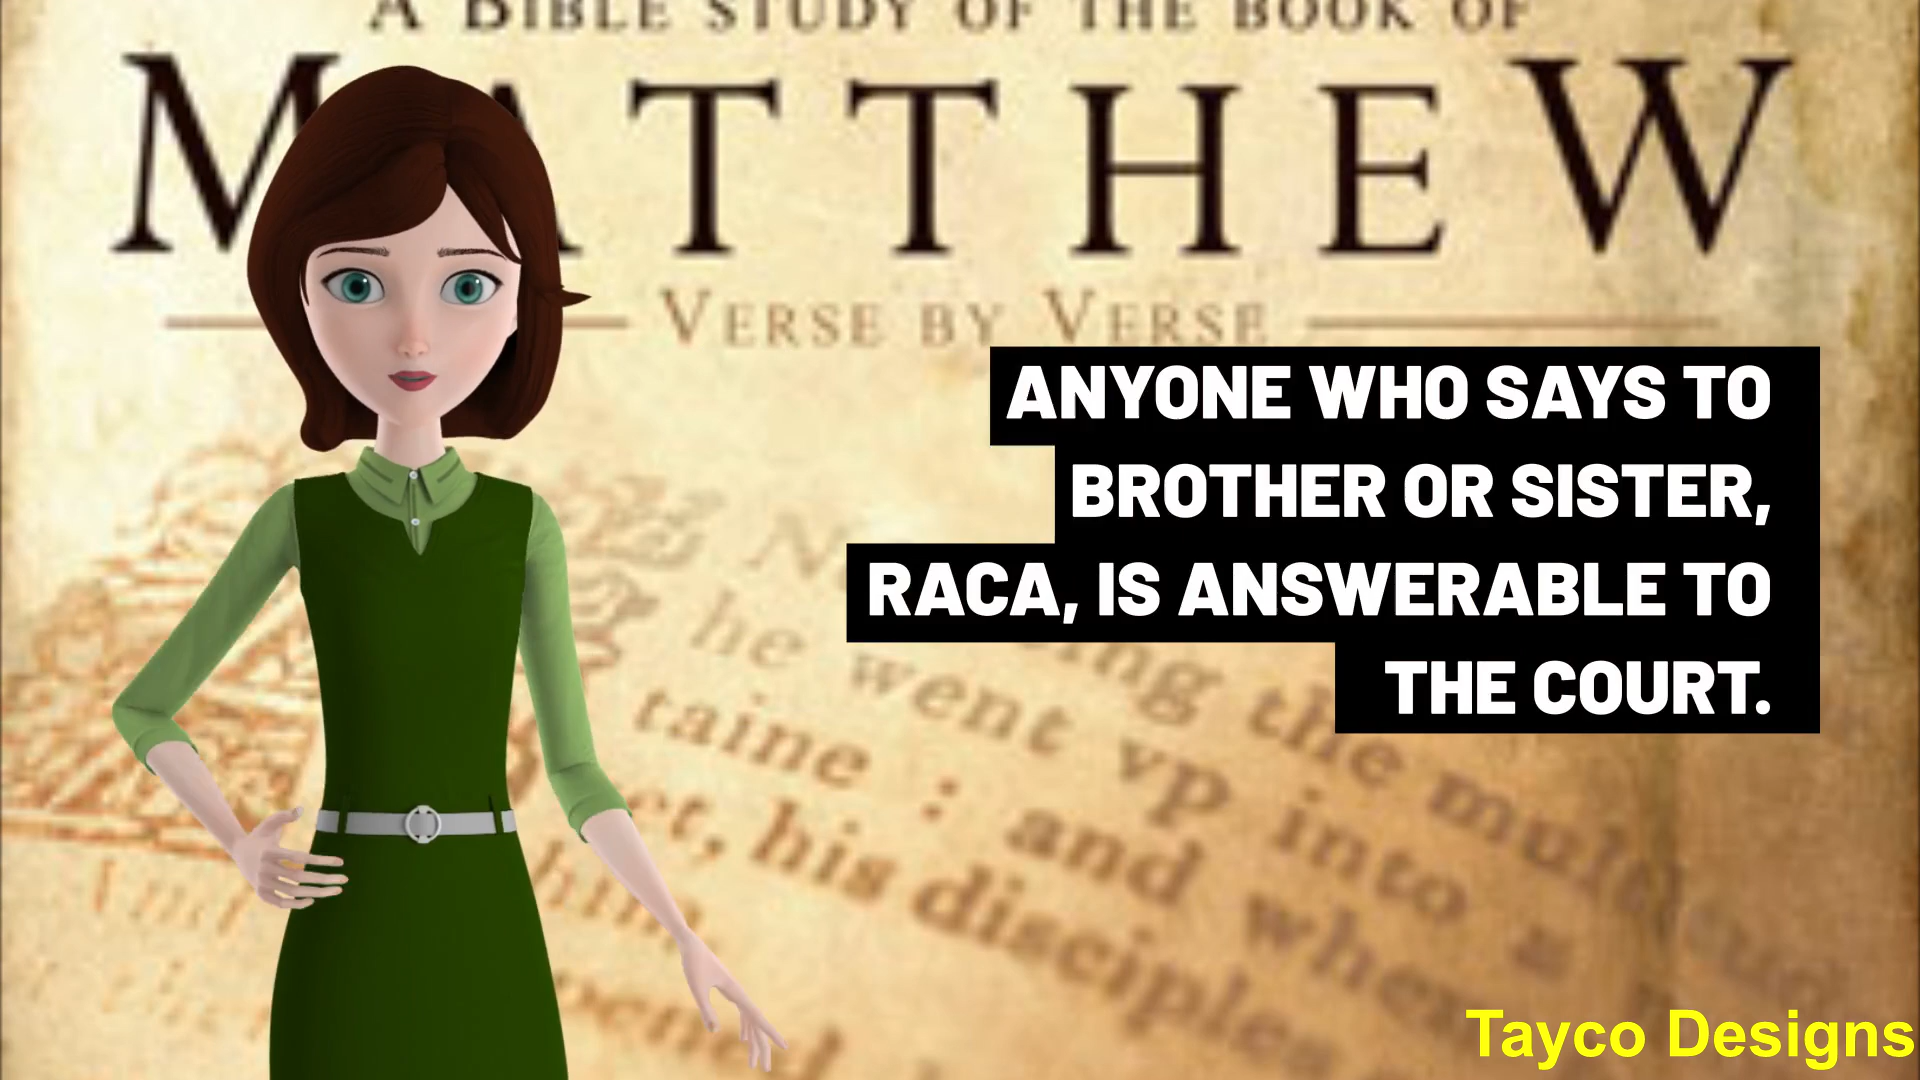 A BIBLE STUDY OF THE BOOK OF
MATTHEW
VERSE BY VERSE
ANYONE WHO SAYS TO
BROTHER OR SISTER,
RACA, IS ANSWERABLE TO
THE COURT.
he went vp into a
taine : and when
his disciples
him.
Tayco Designs